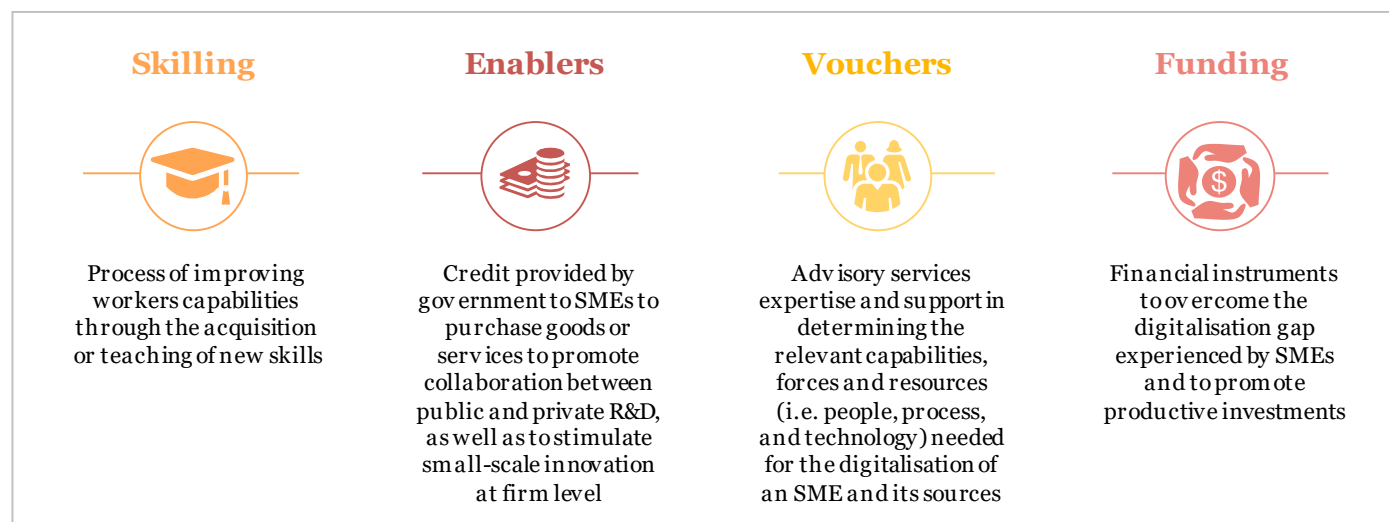 Skilling
Process of improving
workers capabilities
through the acquisition
or teaching of new skills
Enablers
Credit provided by
government to SMEs to
purchase goods or
services to promote
collaboration between
public and private R&D,
as well as to stimulate
small-scale innovation
at firm level
Vouchers
Advisory services
expertise and support in
determining the
relevant capabilities,
forces and resources
(i.e. people, process,
and technology) needed
for the digitalisation of
an SME and its sources
Funding
$
Financial instruments
to overcome the
digitalisation gap
experienced by SMEs
and to promote
productive investments